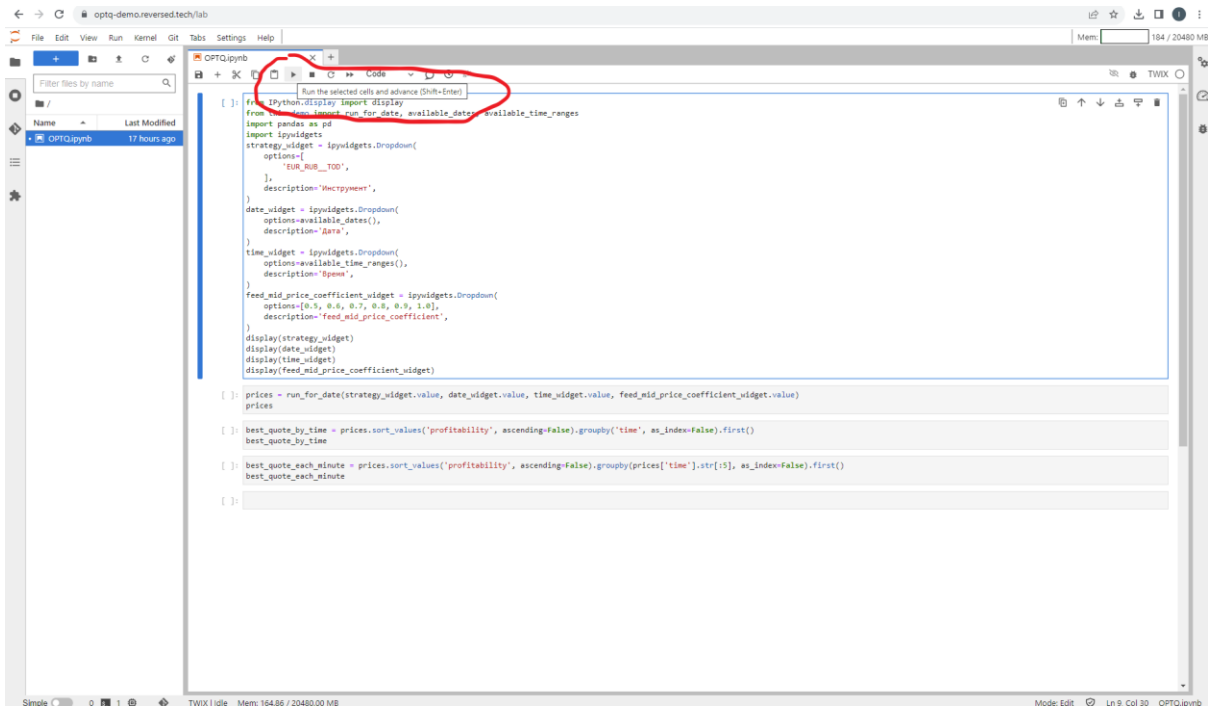 optq-demo.reversed.tech/lab
File Edit View Run Kernel Git Tabs Settings Help
Mem: 184 / 20480 MB
OPTQ.ipynb
Code
TWIX
Filter files by name
Run the selected cells and advance (Shift+Enter)
/
Name Last Modified
OPTQ.ipynb 17 hours ago
[ ]: from IPython.display import display
from import run_for_date, available_dates, available_time_ranges
import pandas as pd
import ipywidgets
strategy_widget = ipywidgets.Dropdown(
options=[
'EUR_RUB__TOD',
],
description='Инструмент',
)
date_widget = ipywidgets.Dropdown(
options=available_dates(),
description='Дата',
)
time_widget = ipywidgets.Dropdown(
options=available_time_ranges(),
description='Время',
)
feed_mid_price_coefficient_widget = ipywidgets.Dropdown(
options=[0.5, 0.6, 0.7, 0.8, 0.9, 1.0],
description='feed_mid_price_coefficient',
)
display(strategy_widget)
display(date_widget)
display(time_widget)
display(feed_mid_price_coefficient_widget)
[ ]: prices = run_for_date(strategy_widget.value, date_widget.value, time_widget.value, feed_mid_price_coefficient_widget.value)
prices
[ ]: best_quote_by_time = prices.sort_values('profitability', ascending=False).groupby('time', as_index=False).first()
best_quote_by_time
[ ]: best_quote_each_minute = prices.sort_values('profitability', ascending=False).groupby(prices['time'].str[:5], as_index=False).first()
best_quote_each_minute
[ ]:
Simple 0 1 TWIX | Idle Mem: 164.86 / 20480.00 MB
Mode: Edit Ln 9, Col 30 OPTQ.ipynb